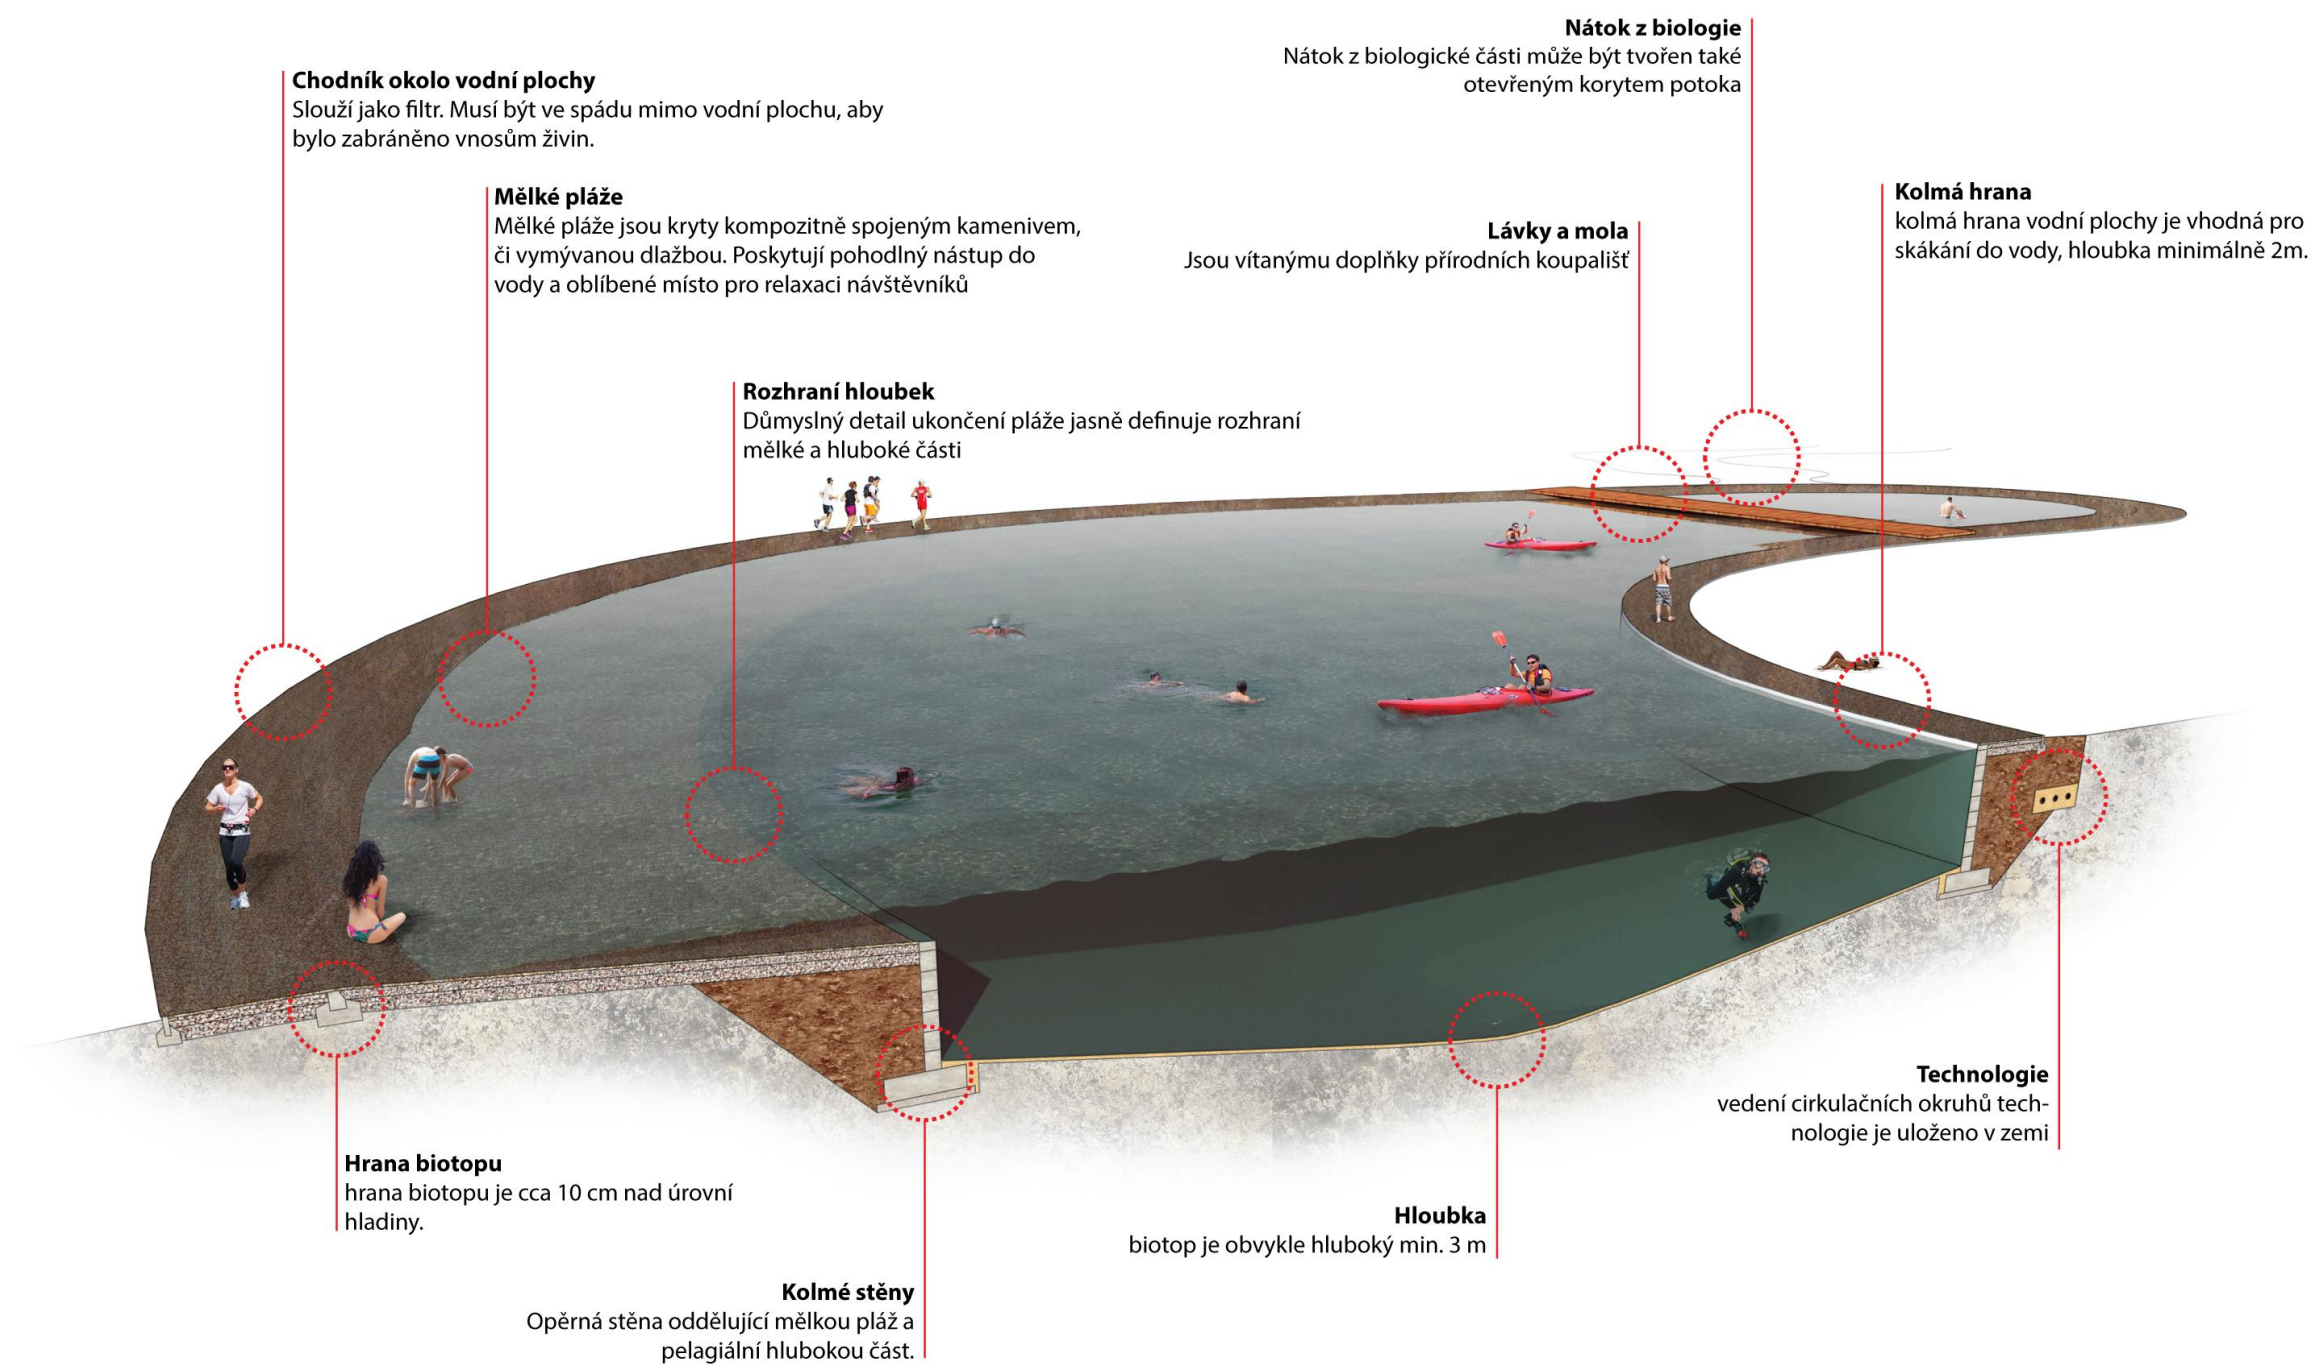 Nátok z biologie
Nátok z biologické části může být tvořen také
otevřeným korytem potoka
Chodník okolo vodní plochy
Slouží jako filtr. Musí být ve spádu mimo vodní plochu, aby
bylo zabráněno vnosům živin.
Mělké pláže
Mělké pláže jsou kryty kompozitně spojeným kamenivem,
či vymývanou dlažbou. Poskytují pohodlný nástup do
vody a oblíbené místo pro relaxaci návštěvníků
Lávky a mola
Jsou vítanýmu doplňky přírodních koupališť
Kolmá hrana
kolmá hrana vodní plochy je vhodná pro
skákání do vody, hloubka minimálně 2m.
Rozhraní hloubek
Důmyslný detail ukončení pláže jasně definuje rozhraní
mělké a hluboké části
Technologie
vedení cirkulačních okruhů tech-
nologie je uloženo v zemi
Hrana biotopu
hrana biotopu je cca 10 cm nad úrovní
hladiny.
Hloubka
biotop je obvykle hluboký min. 3 m
Kolmé stěny
Opěrná stěna oddělující mělkou pláž a
pelagiální hlubokou část.